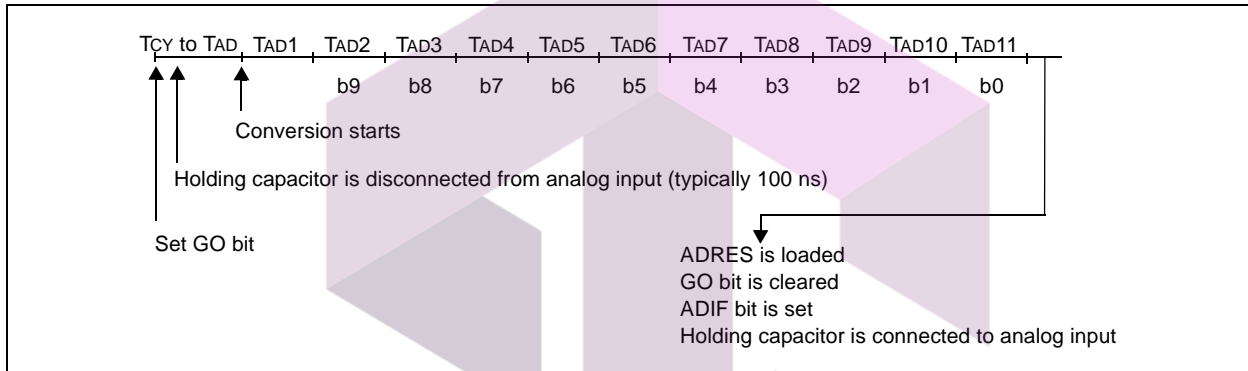 TCY to TAD TAD1 TAD2 TAD3 TAD4 TAD5 TAD6 TAD7 TAD8 TAD9 TAD10 TAD11
b9 b8 b7 b6 b5 b4 b3 b2 b1 b0
Conversion starts
Holding capacitor is disconnected from analog input (typically 100 ns)
Set GO bit
ADRES is loaded
GO bit is cleared
ADIF bit is set
Holding capacitor is connected to analog input